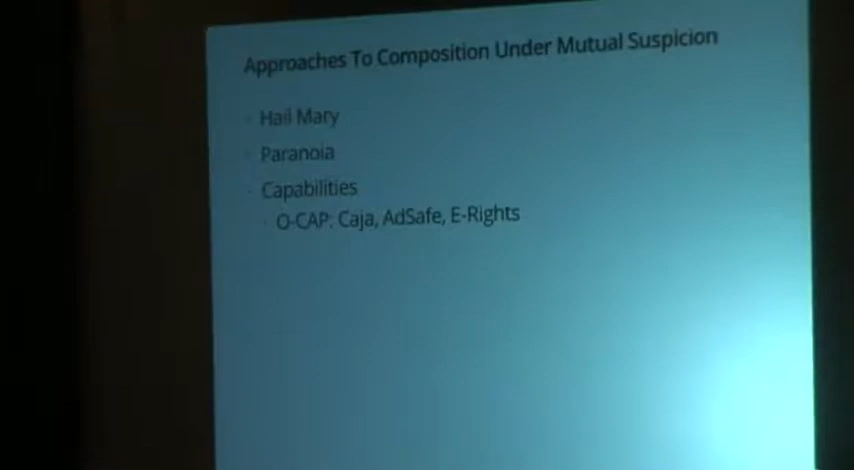 Approaches To Composition Under Mutual Suspicion
Hail Mary
Paranoia
Capabilities
O-CAP: Caja, AdSafe, E-Rights